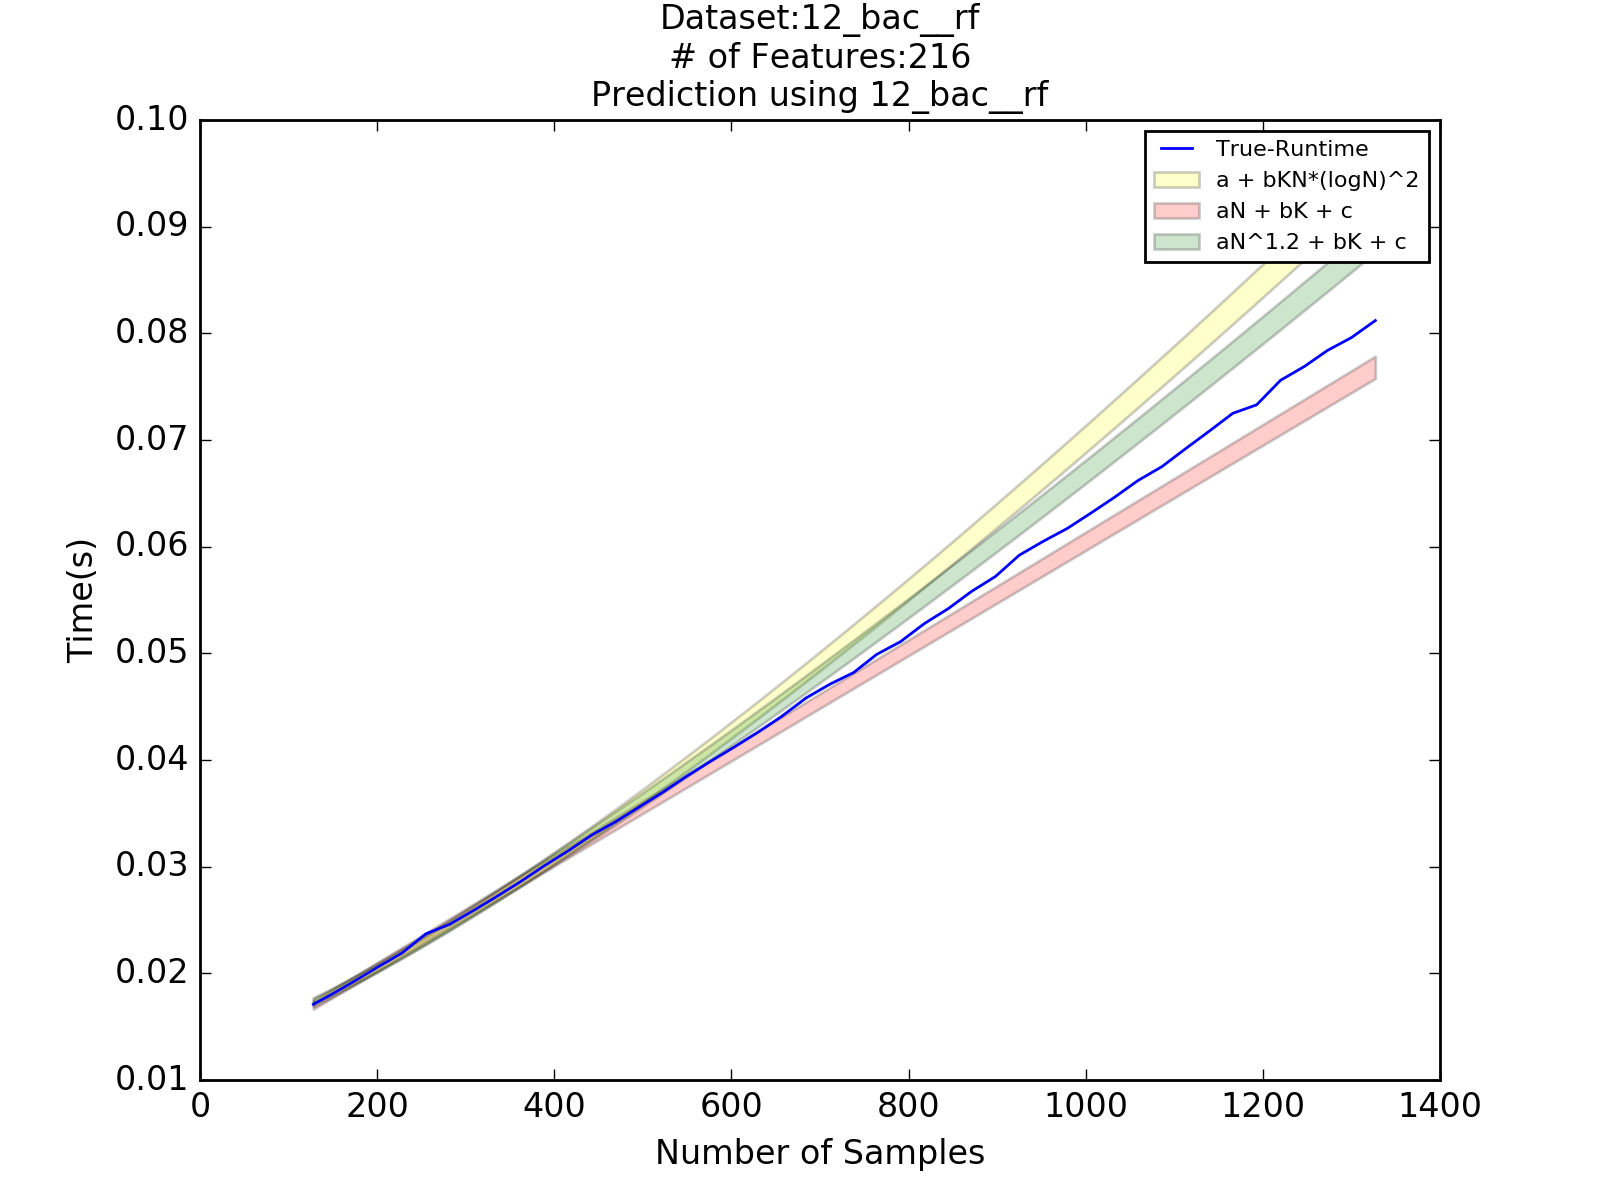 Dataset:12_bac__rf
# of Features:216
Prediction using 12_bac__rf
0.10
0.09
0.08
0.07
0.06
0.05
0.04
0.03
0.02
0.01
Time(s)
True-Runtime
a + bKN*(logN)^2
aN + bK + c
aN^1.2 + bK + c
0 200 400 600 800 1000 1200 1400
Number of Samples